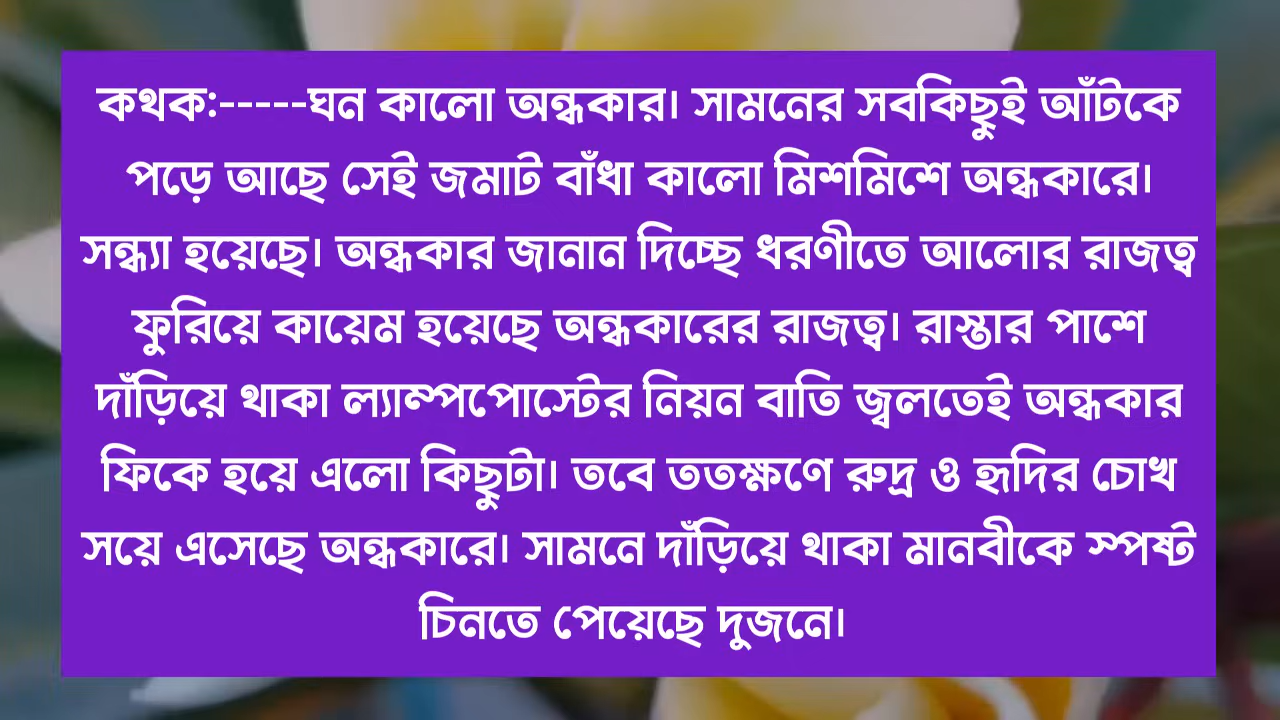 কথক:-----ঘন কালো অন্ধকার। সামনের সবকিছুই আঁটকে
পড়ে আছে সেই জমাট বাঁধা কালো মিশমিশে অন্ধকারে।
সন্ধ্যা হয়েছে। অন্ধকার জানান দিচ্ছে ধরণীতে আলোর রাজত্ব
ফুরিয়ে কায়েম হয়েছে অন্ধকারের রাজত্ব। রাস্তার পাশে
দাঁড়িয়ে থাকা ল্যাম্পপোস্টের নিয়ন বাতি জ্বলতেই অন্ধকার
ফিকে হয়ে এলো কিছুটা। তবে ততক্ষণে রুদ্র ও হৃদির চোখ
সয়ে এসেছে অন্ধকারে। সামনে দাঁড়িয়ে থাকা মানবীকে স্পষ্ট
চিনতে পেয়েছে দুজনে।